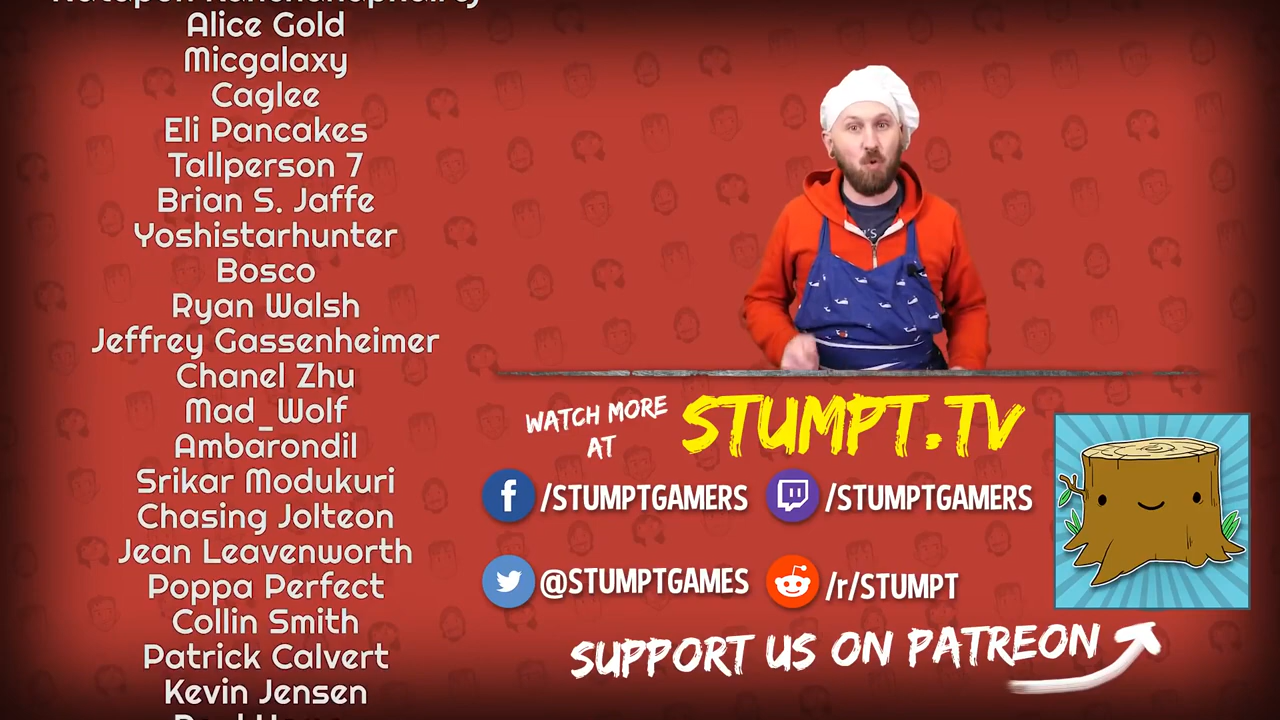 Alice Gold
Micgalaxy
Caglee
Eli Pancakes
Tallperson 7
Brian S. Jaffe
Yoshistarhunter
Bosco
Ryan Walsh
Jeffrey Gassenheimer
Chanel Zhu
Mad_Wolf
Ambarondil
Srikar Modukuri
Chasing Jolteon
Jean Leavenworth
Poppa Perfect
Collin Smith
Patrick Calvert
Kevin Jensen
WATCH MORE
AT
STUMPT.TV
/STUMPTGAMERS
/STUMPTGAMERS
@STUMPTGAMES
/r/STUMPT
SUPPORT US ON PATREON